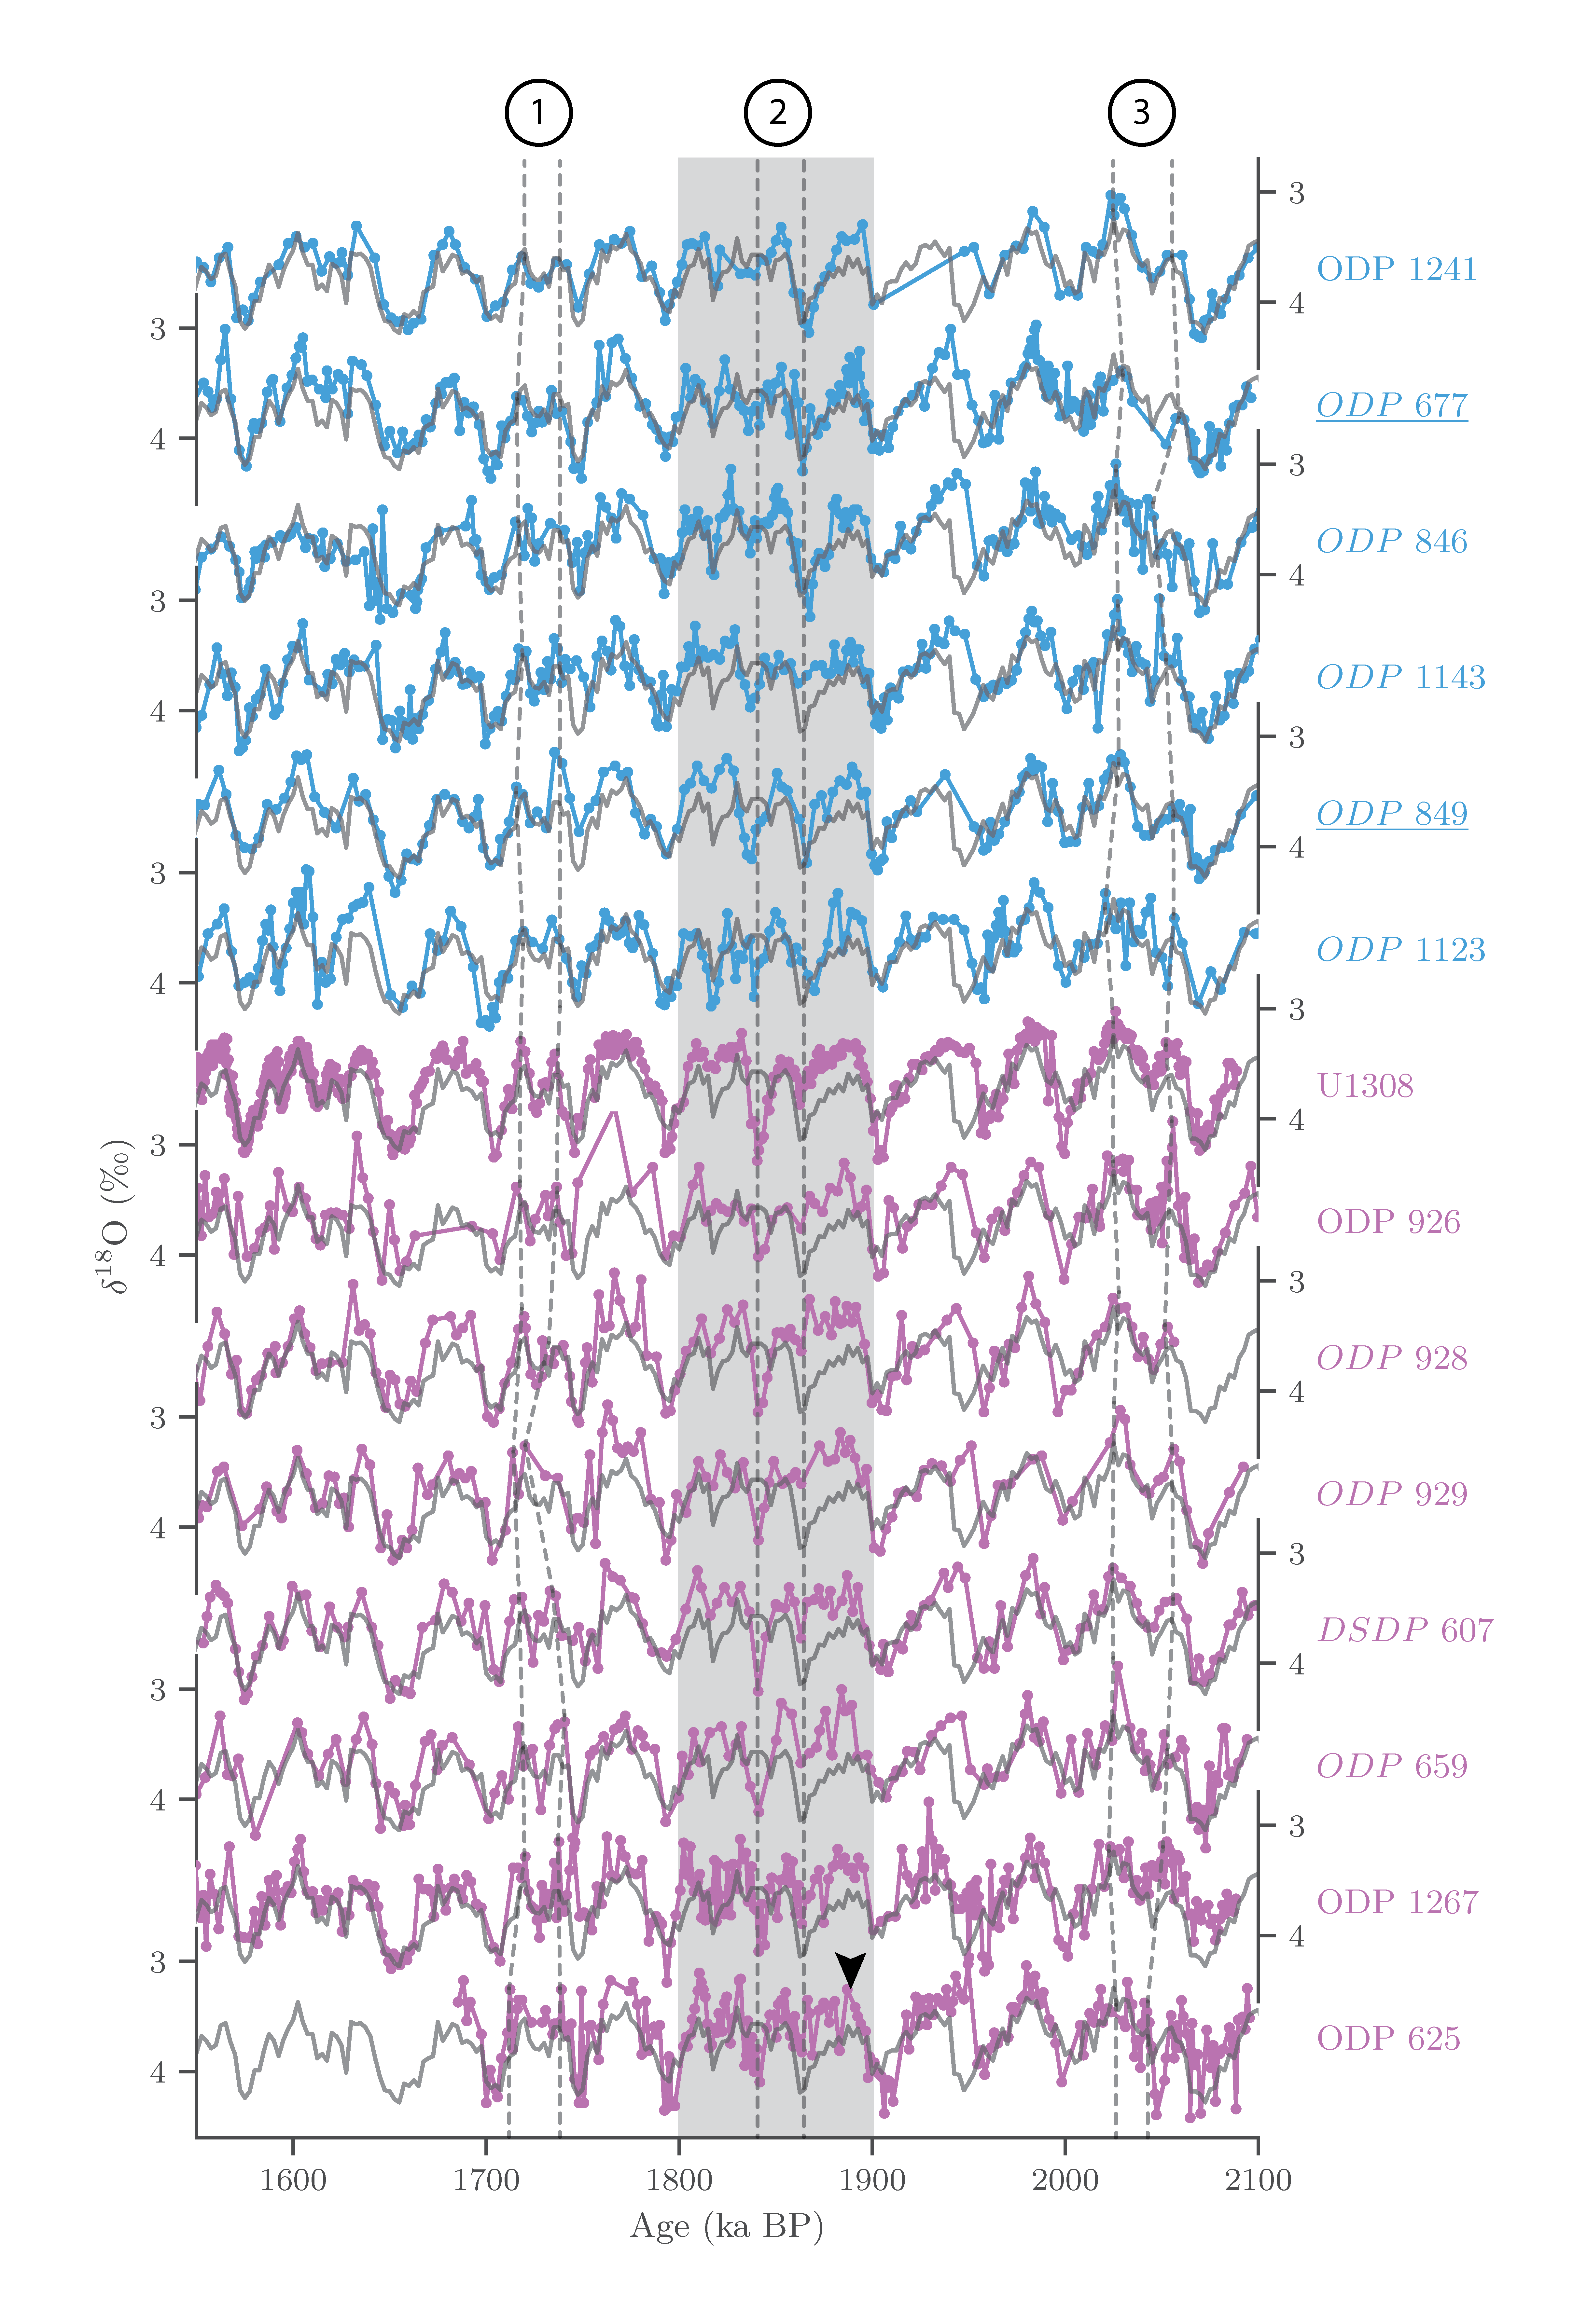 1 2 3
3
4
ODP 1241
3
4
ODP 677
3
4
ODP 846
3
4
ODP 1143
3
4
ODP 849
3
4
ODP 1123
3
4
U1308
3
4
ODP 926
3
4
ODP 928
3
4
ODP 929
3
4
DSDP 607
3
4
ODP 659
3
4
ODP 1267
3
4
ODP 625
δ18O (‰)
1600 1700 1800 1900 2000 2100
Age (ka BP)